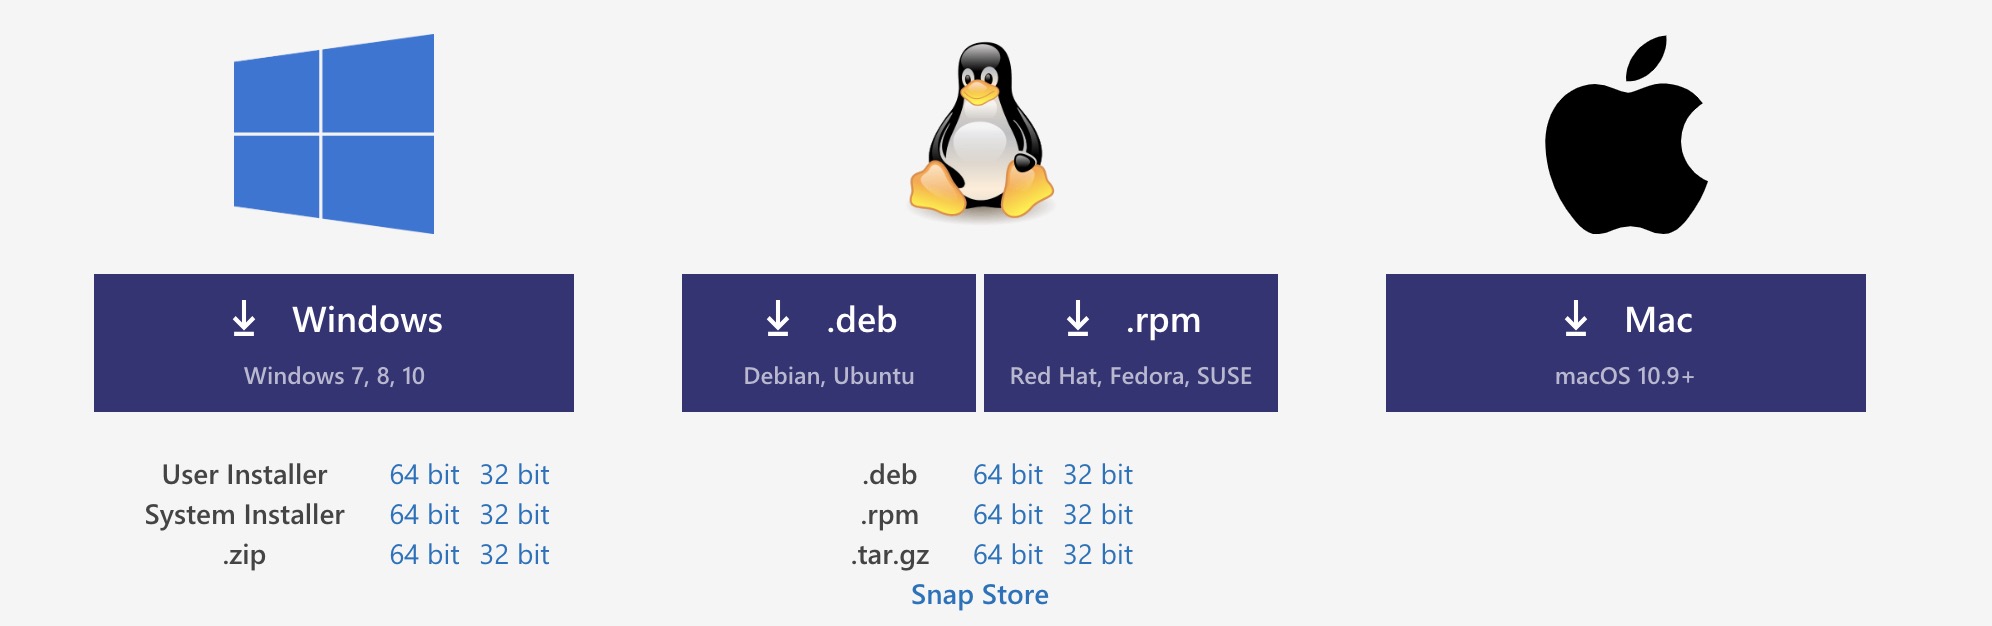 Windows
Windows 7, 8, 10
.deb
Debian, Ubuntu
.rpm
Red Hat, Fedora, SUSE
Mac
macOS 10.9+
User Installer 64 bit 32 bit
System Installer 64 bit 32 bit
.zip 64 bit 32 bit
.deb 64 bit 32 bit
.rpm 64 bit 32 bit
.tar.gz 64 bit 32 bit
Snap Store